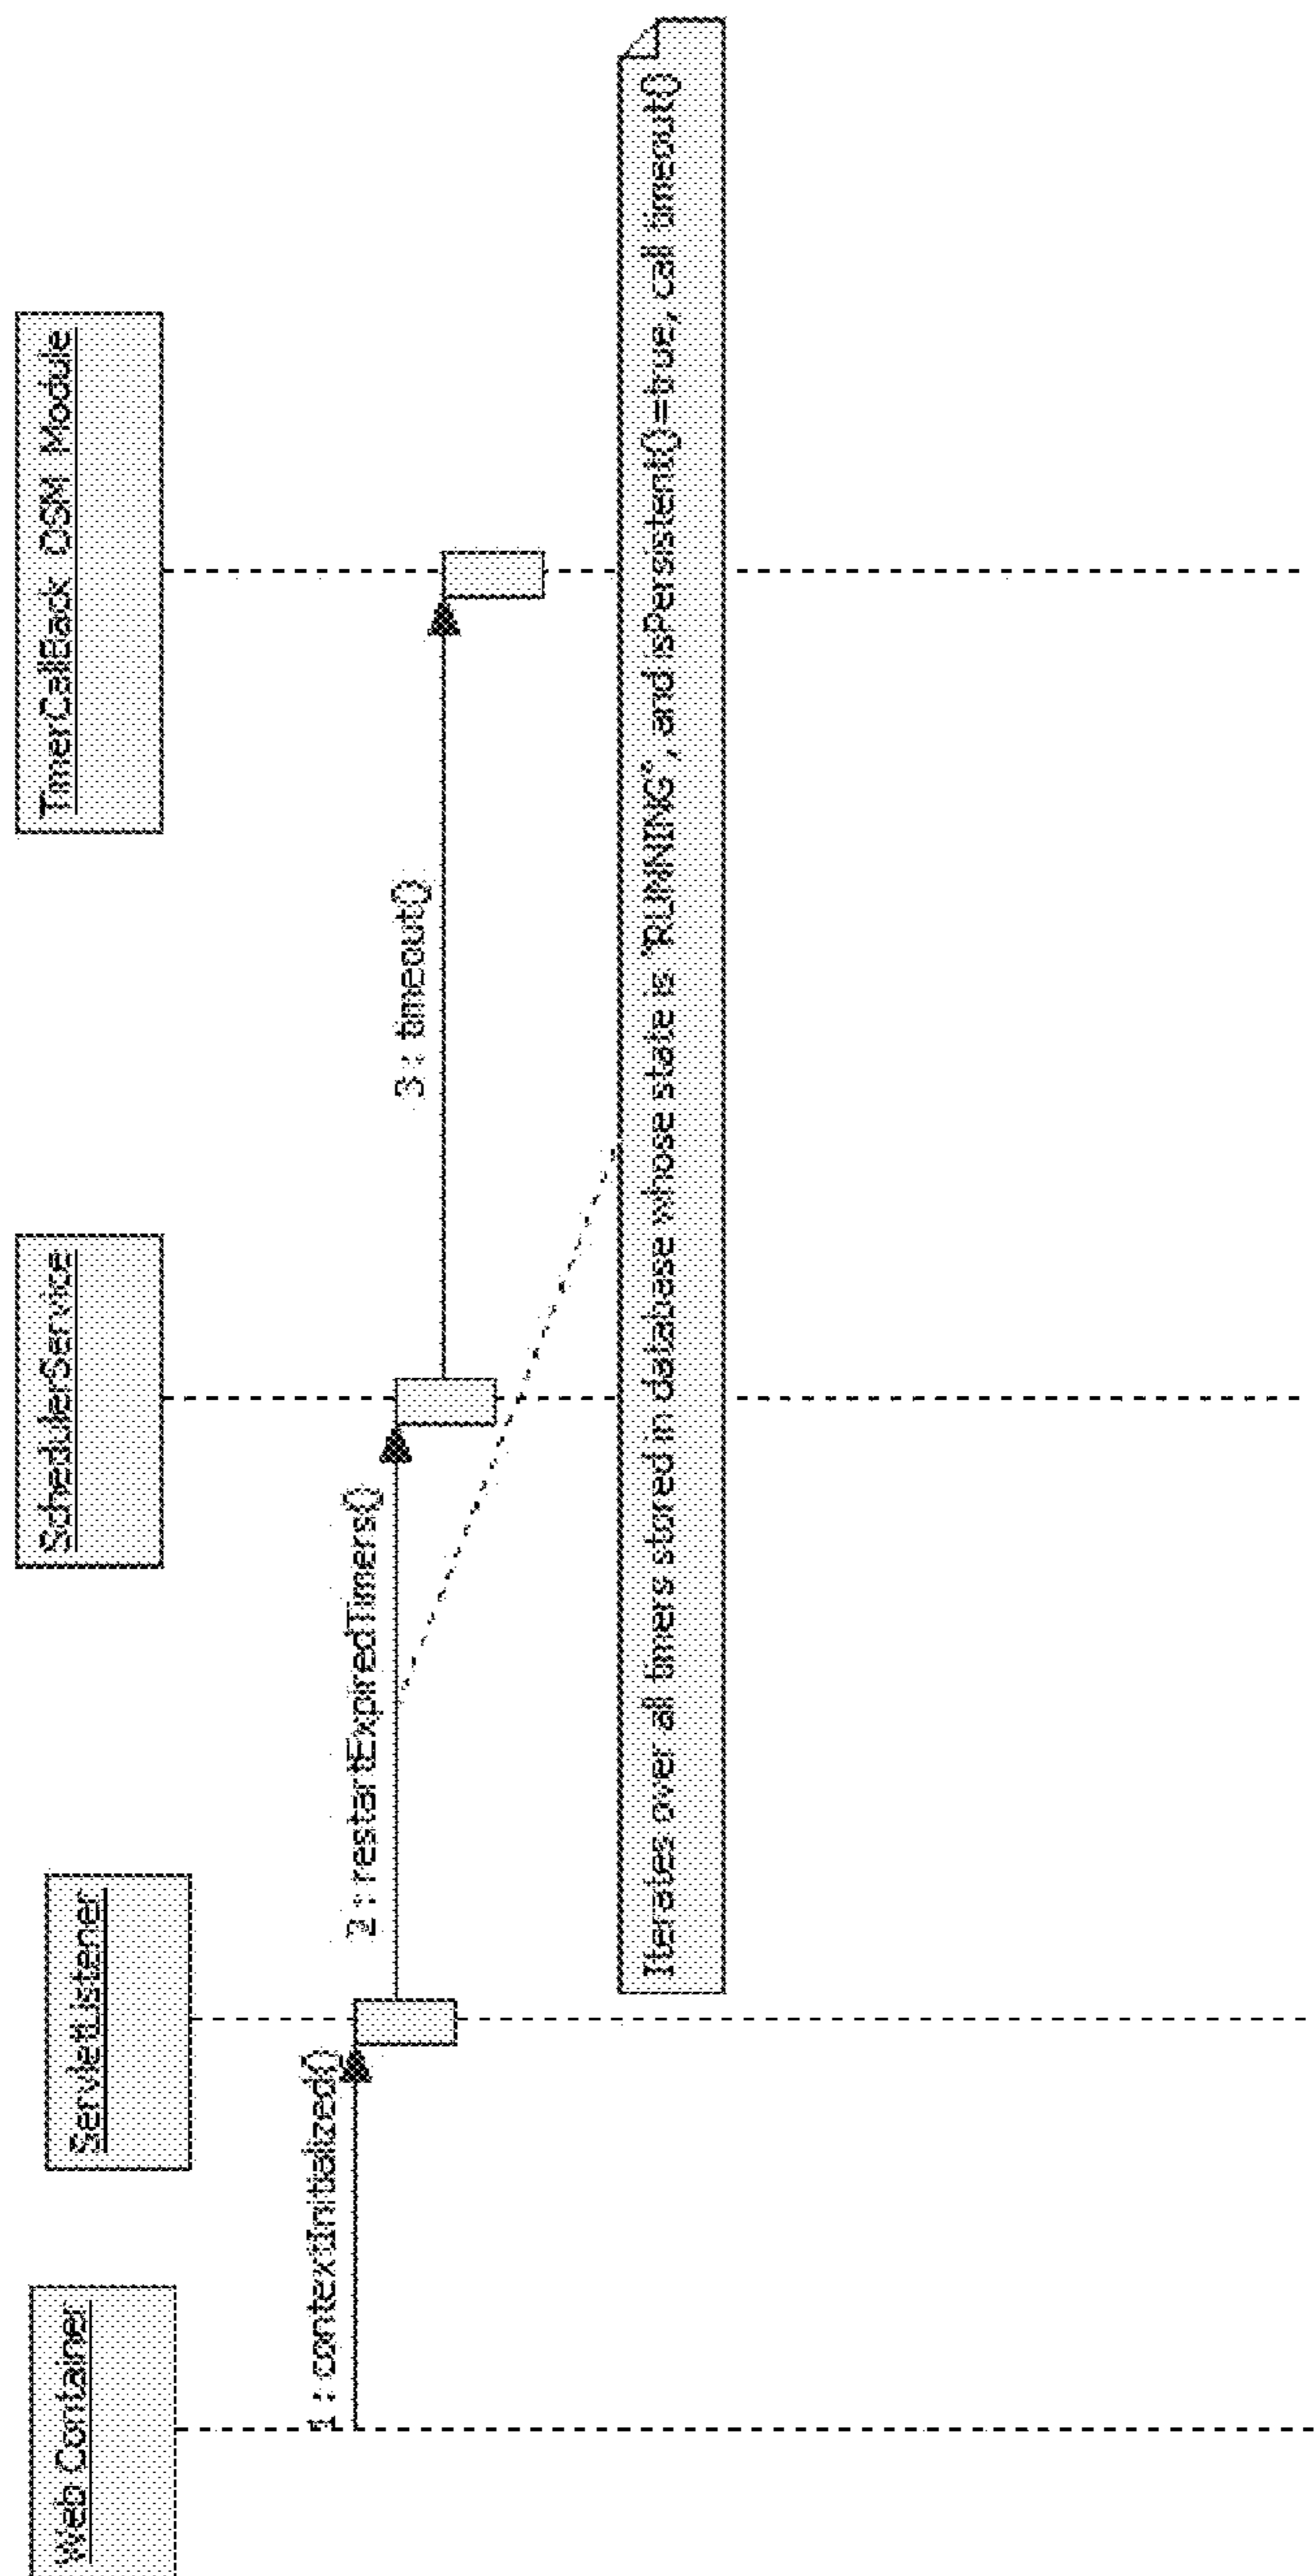 Web Container
ServletListener
SchedulerService
TimerCallBack OSM Module
1 : contextInitialized()
2 : restartExpiredTimers()
3 : timeout()
Iterates over all timers stored in database whose state is "RUNNING", and isPersistent()=true, call timeout()